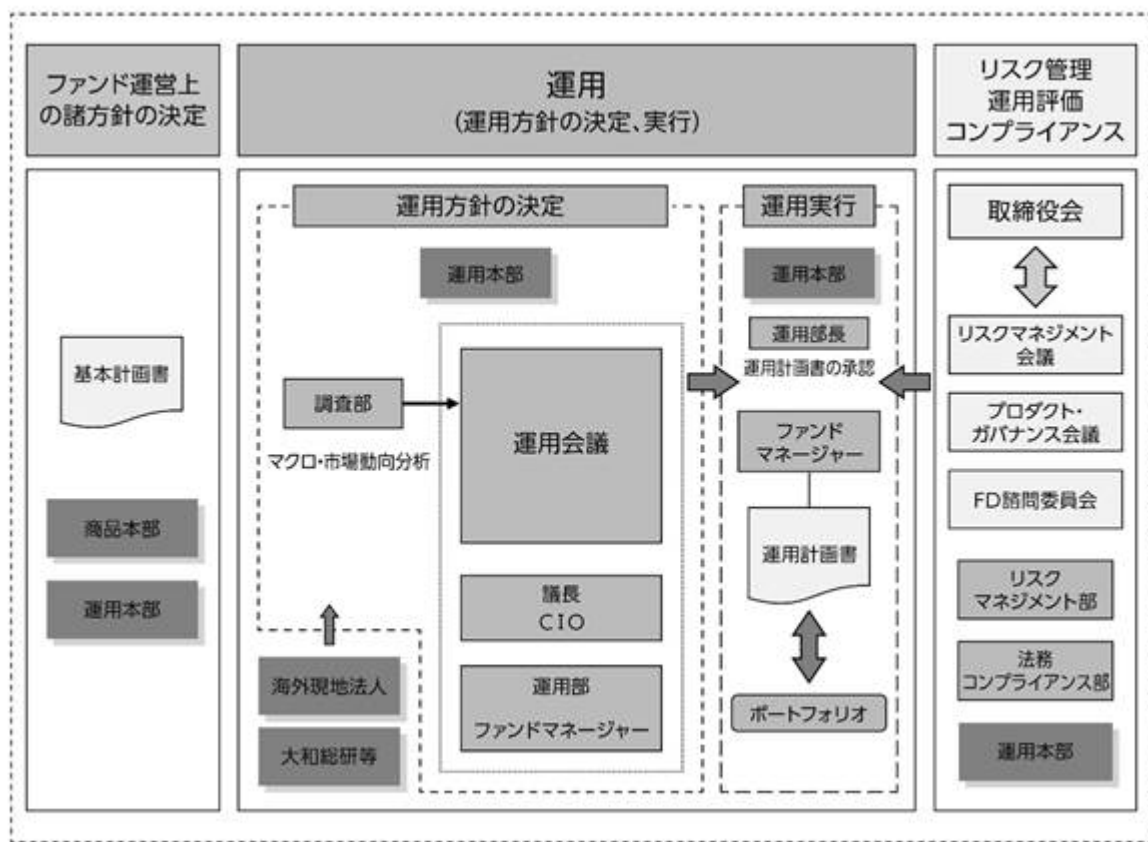 ファンド運営上
の諸方針の決定
運用
(運用方針の決定、実行)
リスク管理
運用評価
コンプライアンス
基本計画書
商品本部
運用本部
運用方針の決定
運用本部
調査部
マクロ・市場動向分析
運用会議
議長
CIO
運用部
ファンドマネージャー
海外現地法人
大和総研等
運用実行
運用本部
運用部長
運用計画書の承認
ファンド
マネージャー
運用計画書
ポートフォリオ
取締役会
リスクマネジメント
会議
プロダクト・
ガバナンス会議
FD諮問委員会
リスク
マネジメント部
法務
コンプライアンス部
運用本部